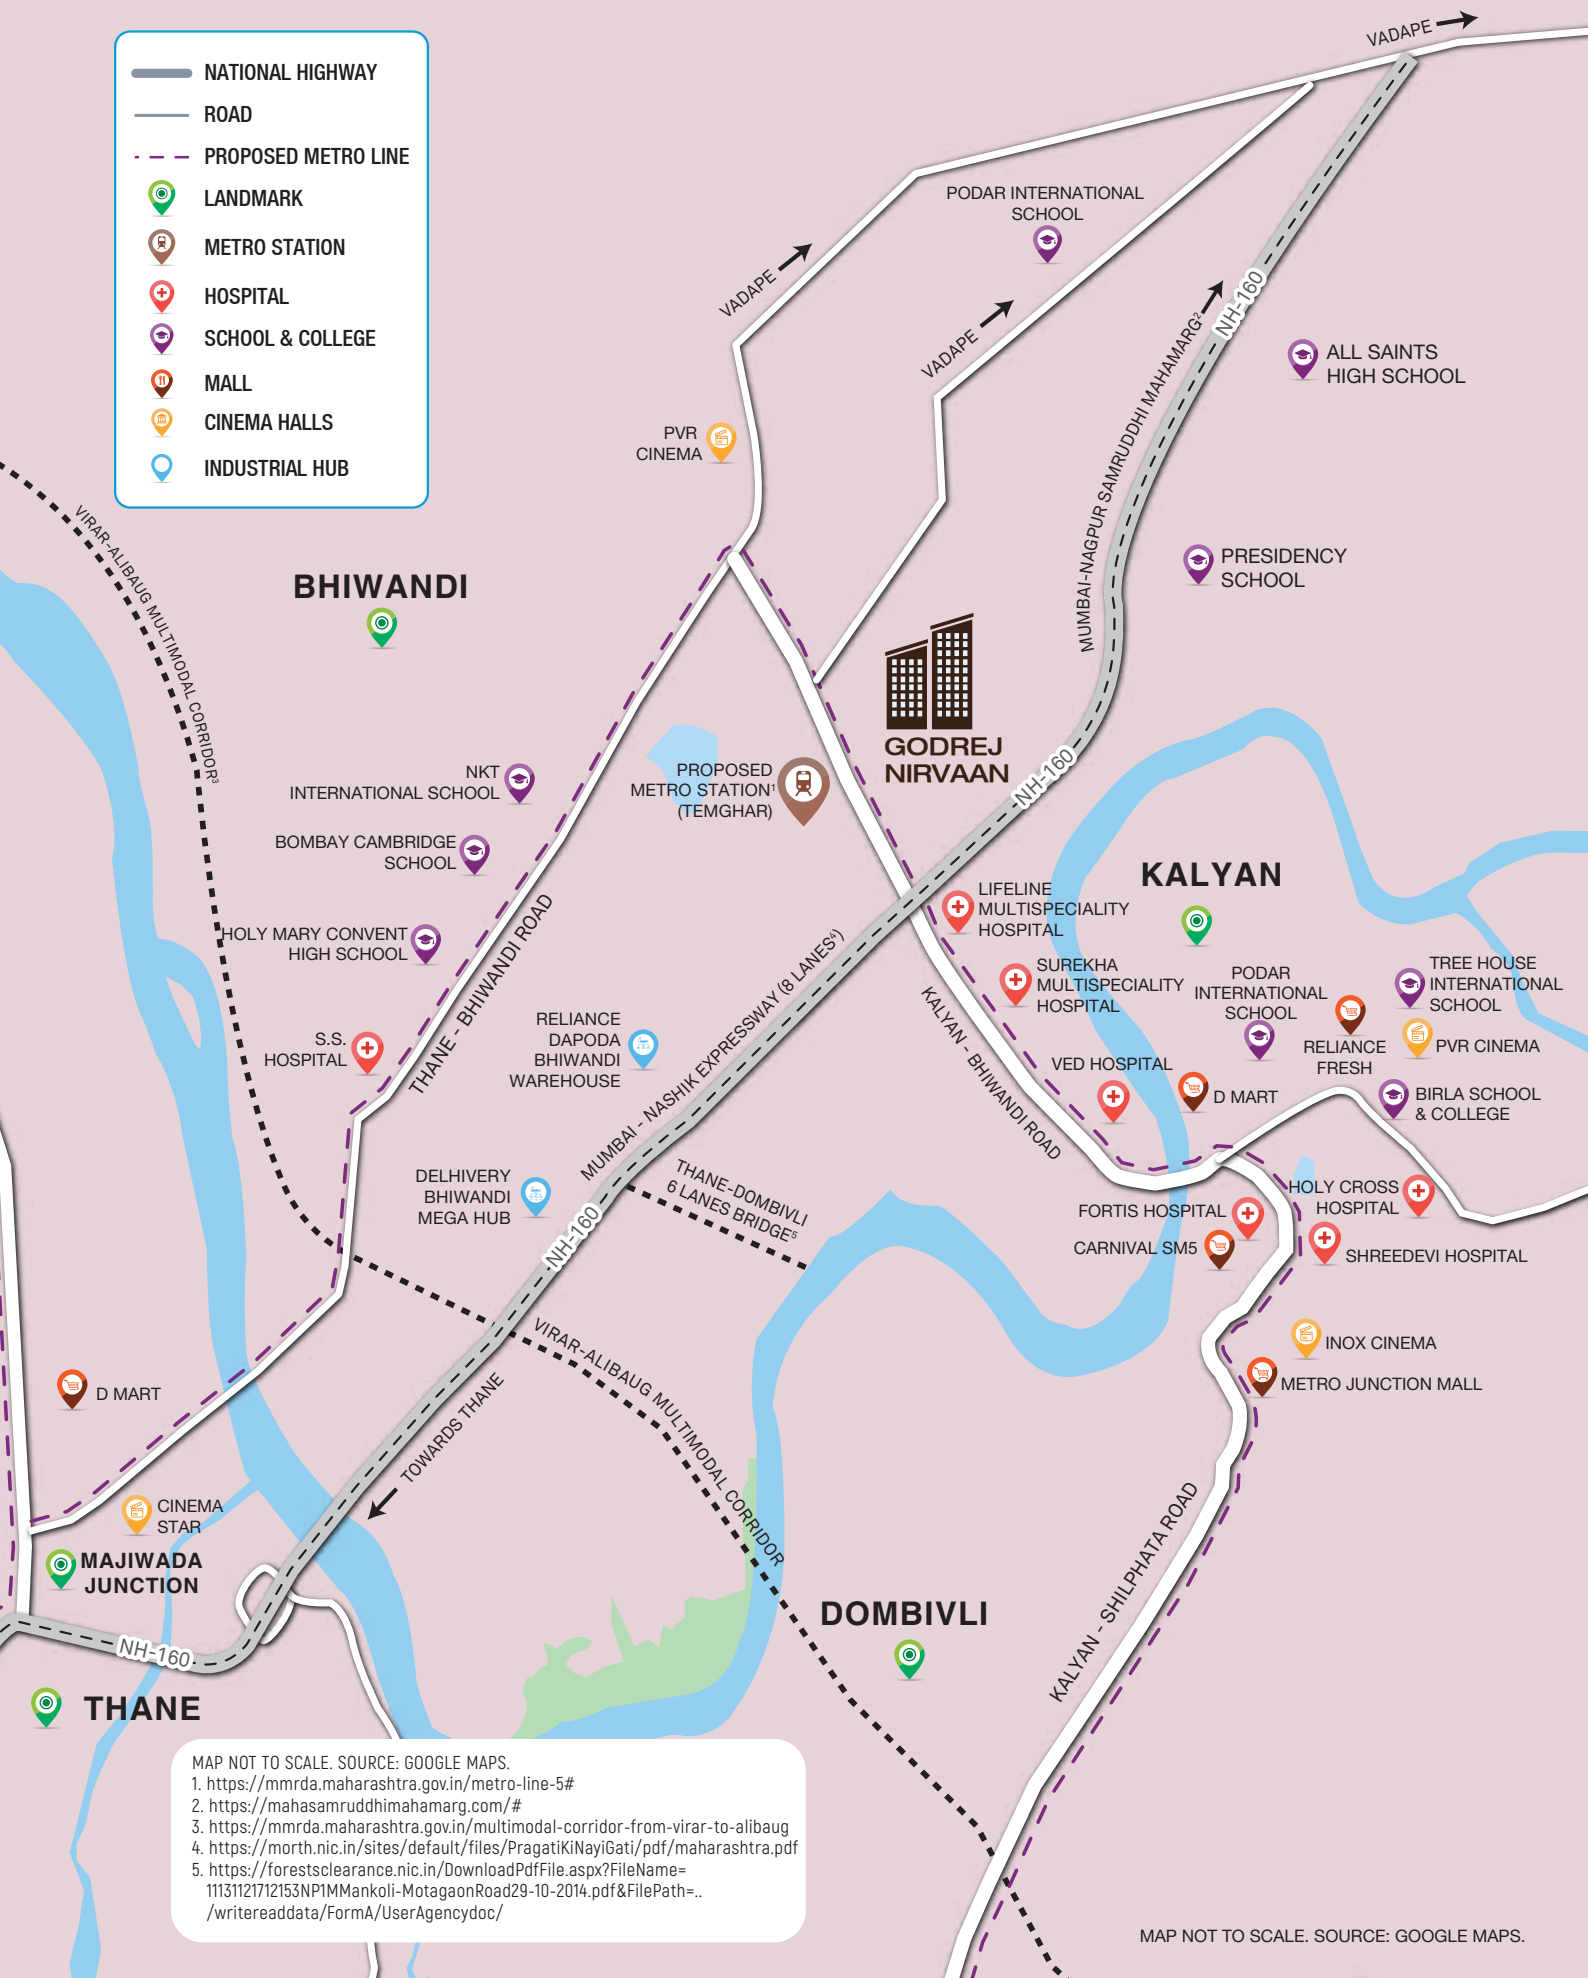 NATIONAL HIGHWAY
ROAD
PROPOSED METRO LINE
LANDMARK
METRO STATION
HOSPITAL
SCHOOL & COLLEGE
MALL
CINEMA HALLS
INDUSTRIAL HUB
VADAPE
PODAR INTERNATIONAL
SCHOOL
VADAPE
VADAPE
NH-160
MUMBAI-NAGPUR SAMRUDDHI MAHAMARG²
ALL SAINTS
HIGH SCHOOL
PVR
CINEMA
VIRAR-ALIBAUG MULTIMODAL CORRIDOR³
BHIWANDI
PRESIDENCY
SCHOOL
GODREJ
NIRVAAN
NKT
INTERNATIONAL SCHOOL
PROPOSED
METRO STATION¹
(TEMGHAR)
NH-160
BOMBAY CAMBRIDGE
SCHOOL
KALYAN
LIFELINE
MULTISPECIALITY
HOSPITAL
HOLY MARY CONVENT
HIGH SCHOOL
THANE - BHIWANDI ROAD
SUREKHA
MULTISPECIALITY
HOSPITAL
PODAR
INTERNATIONAL
SCHOOL
TREE HOUSE
INTERNATIONAL
SCHOOL
RELIANCE
FRESH
PVR CINEMA
S.S.
HOSPITAL
RELIANCE
DAPODA
BHIWANDI
WAREHOUSE
MUMBAI - NASHIK EXPRESSWAY (8 LANES⁴)
KALYAN - BHIWANDI ROAD
VED HOSPITAL
D MART
BIRLA SCHOOL
& COLLEGE
DELHIVERY
BHIWANDI
MEGA HUB
NH-160
THANE-DOMBIVLI
6 LANES BRIDGE⁵
HOLY CROSS
HOSPITAL
FORTIS HOSPITAL
CARNIVAL SM5
SHREEDEVI HOSPITAL
INOX CINEMA
METRO JUNCTION MALL
D MART
TOWARDS THANE
VIRAR-ALIBAUG MULTIMODAL CORRIDOR
CINEMA
STAR
MAJIWADA
JUNCTION
NH-160
KALYAN - SHILPHATA ROAD
DOMBIVLI
THANE
MAP NOT TO SCALE. SOURCE: GOOGLE MAPS.
1. https://mmrda.maharashtra.gov.in/metro-line-5#
2. https://mahasamruddhimahamarg.com/#
3. https://mmrda.maharashtra.gov.in/multimodal-corridor-from-virar-to-alibaug
4. https://morth.nic.in/sites/default/files/PragatiKiNayiGati/pdf/maharashtra.pdf
5. https://forestsclearance.nic.in/DownloadPdfFile.aspx?FileName=
11131121712153NP1MMankoli-MotagaonRoad29-10-2014.pdf&FilePath=..
/writereaddata/FormA/UserAgencydoc/
MAP NOT TO SCALE. SOURCE: GOOGLE MAPS.